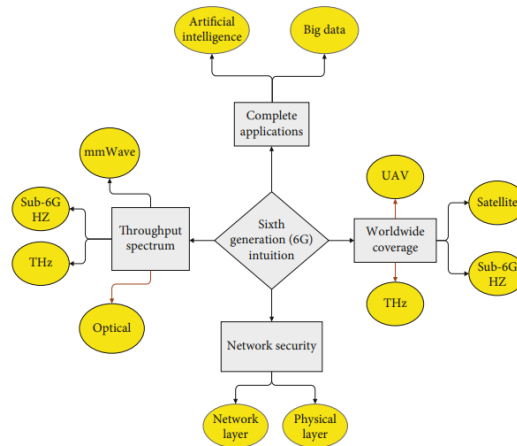 Artificial
intelligence
Big data
Complete
applications
mmWave
Sub-6G
HZ
Throughput
spectrum
THz
Optical
Sixth
generation (6G)
intuition
UAV
Satellite
Worldwide
coverage
Sub-6G
HZ
THz
Network security
Network
layer
Physical
layer